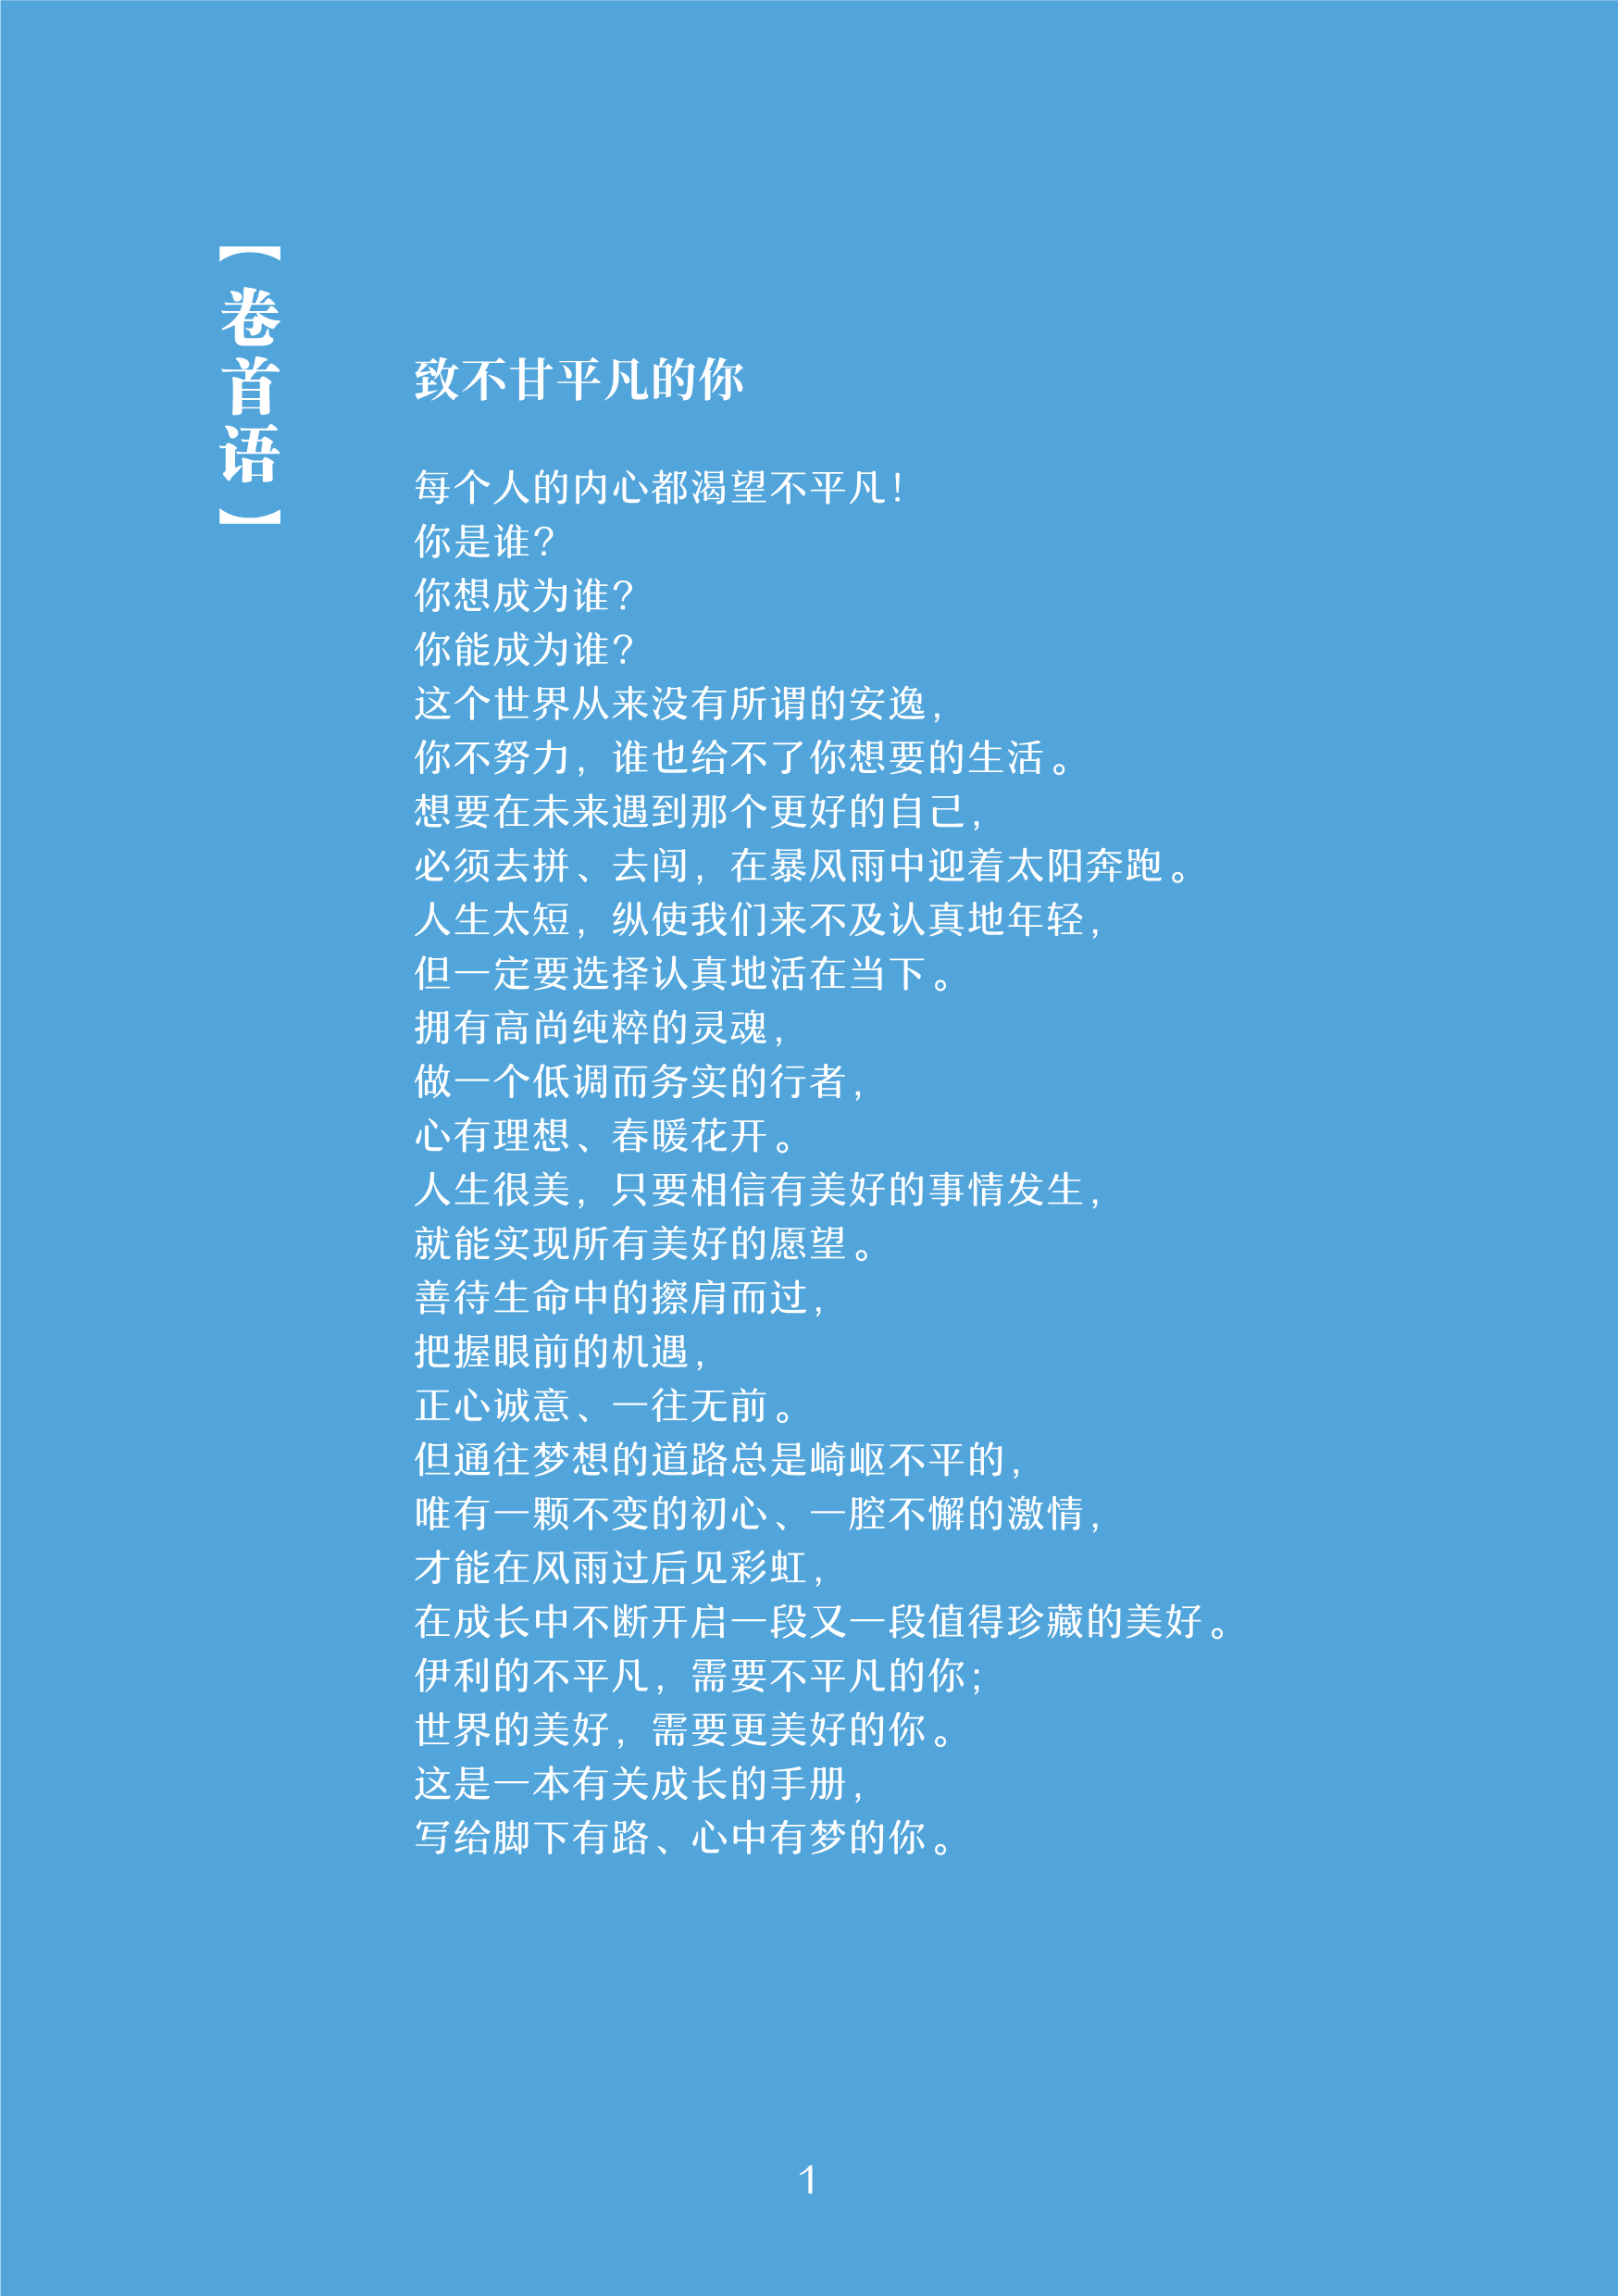 【卷首语】
致不甘平凡的你
每个人的内心都渴望不平凡！
你是谁？
你想成为谁？
你能成为谁？
这个世界从来没有所谓的安逸，
你不努力，谁也给不了你想要的生活。
想要在未来遇到那个更好的自己，
必须去拼、去闯，在暴风雨中迎着太阳奔跑。
人生太短，纵使我们来不及认真地年轻，
但一定要选择认真地活在当下。
拥有高尚纯粹的灵魂，
做一个低调而务实的行者，
心有理想、春暖花开。
人生很美，只要相信有美好的事情发生，
就能实现所有美好的愿望。
善待生命中的擦肩而过，
把握眼前的机遇，
正心诚意、一往无前。
但通往梦想的道路总是崎岖不平的，
唯有一颗不变的初心、一腔不懈的激情，
才能在风雨过后见彩虹，
在成长中不断开启一段又一段值得珍藏的美好。
伊利的不平凡，需要不平凡的你；
世界的美好，需要更美好的你。
这是一本有关成长的手册，
写给脚下有路、心中有梦的你。
1